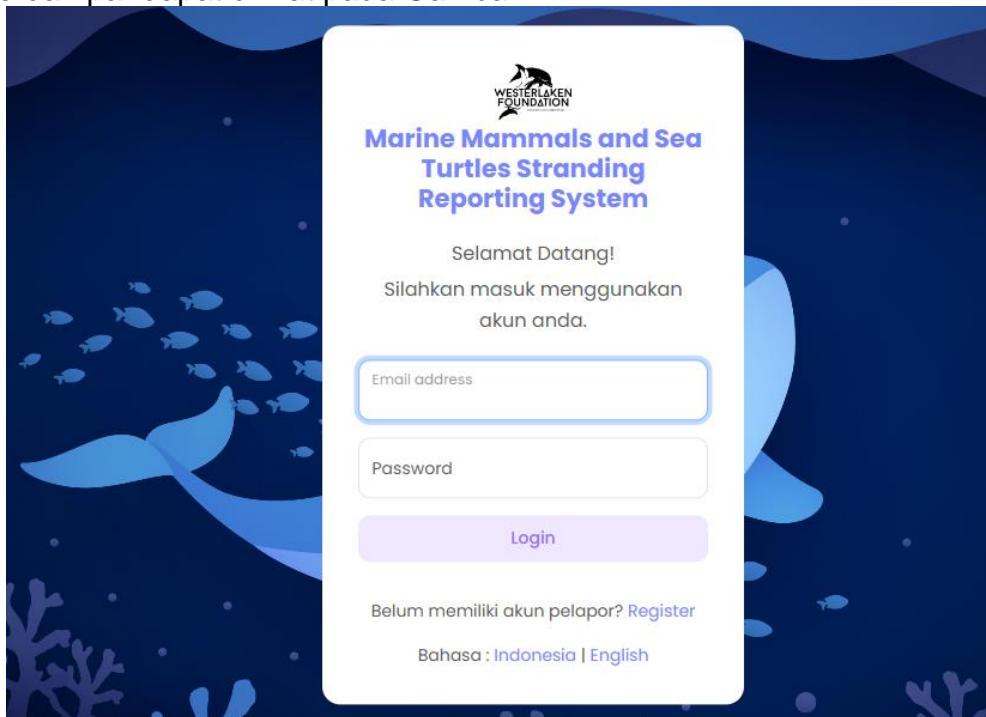 WESTERLAKEN
FOUNDATION
Marine Mammals and Sea
Turtles Stranding
Reporting System
Selamat Datang!
Silahkan masuk menggunakan
akun anda.
Email address
Password
Login
Belum memiliki akun pelapor? Register
Bahasa : Indonesia | English